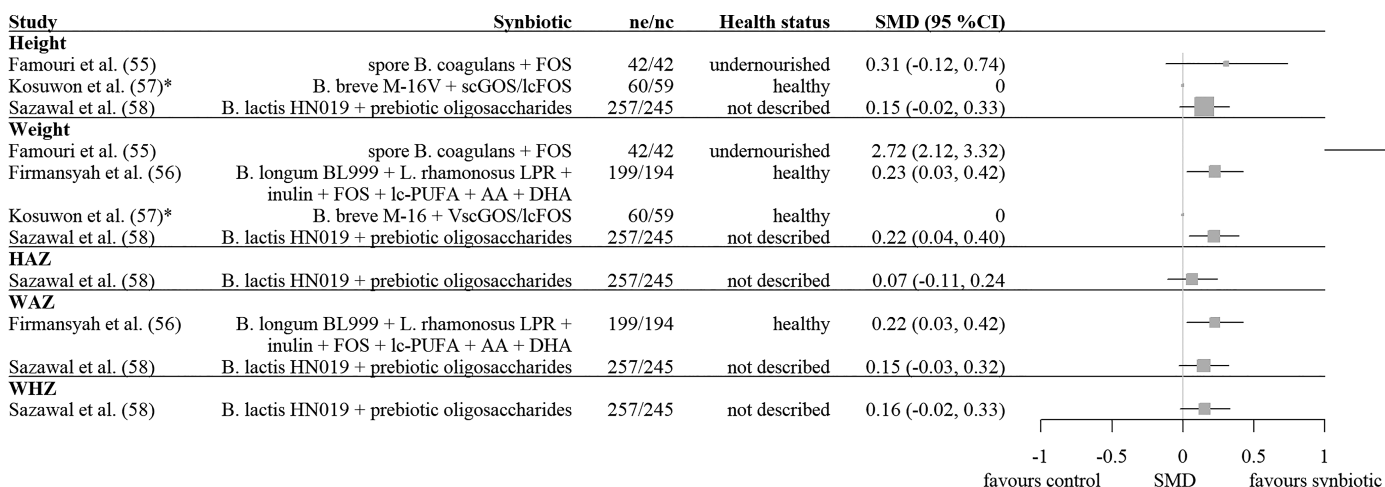 Study Synbiotic ne/nc Health status SMD (95 %CI)
Height
Famouri et al. (55) spore B. coagulans + FOS 42/42 undernourished 0.31 (-0.12, 0.74)
Kosuwon et al. (57)* B. breve M-16V + scGOS/lcFOS 60/59 healthy 0
Sazawal et al. (58) B. lactis HN019 + prebiotic oligosaccharides 257/245 not described 0.15 (-0.02, 0.33)
Weight
Famouri et al. (55) spore B. coagulans + FOS 42/42 undernourished 2.72 (2.12, 3.32)
Firmansyah et al. (56) B. longum BL999 + L. rhamonosus LPR + 199/194 healthy 0.23 (0.03, 0.42)
inulin + FOS + lc-PUFA + AA + DHA
Kosuwon et al. (57)* B. breve M-16 + VscGOS/lcFOS 60/59 healthy 0
Sazawal et al. (58) B. lactis HN019 + prebiotic oligosaccharides 257/245 not described 0.22 (0.04, 0.40)
HAZ
Sazawal et al. (58) B. lactis HN019 + prebiotic oligosaccharides 257/245 not described 0.07 (-0.11, 0.24
WAZ
Firmansyah et al. (56) B. longum BL999 + L. rhamonosus LPR + 199/194 healthy 0.22 (0.03, 0.42)
inulin + FOS + lc-PUFA + AA + DHA
Sazawal et al. (58) B. lactis HN019 + prebiotic oligosaccharides 257/245 not described 0.15 (-0.03, 0.32)
WHZ
Sazawal et al. (58) B. lactis HN019 + prebiotic oligosaccharides 257/245 not described 0.16 (-0.02, 0.33)
-1 -0.5 0 0.5 1
favours control SMD favours synbiotic